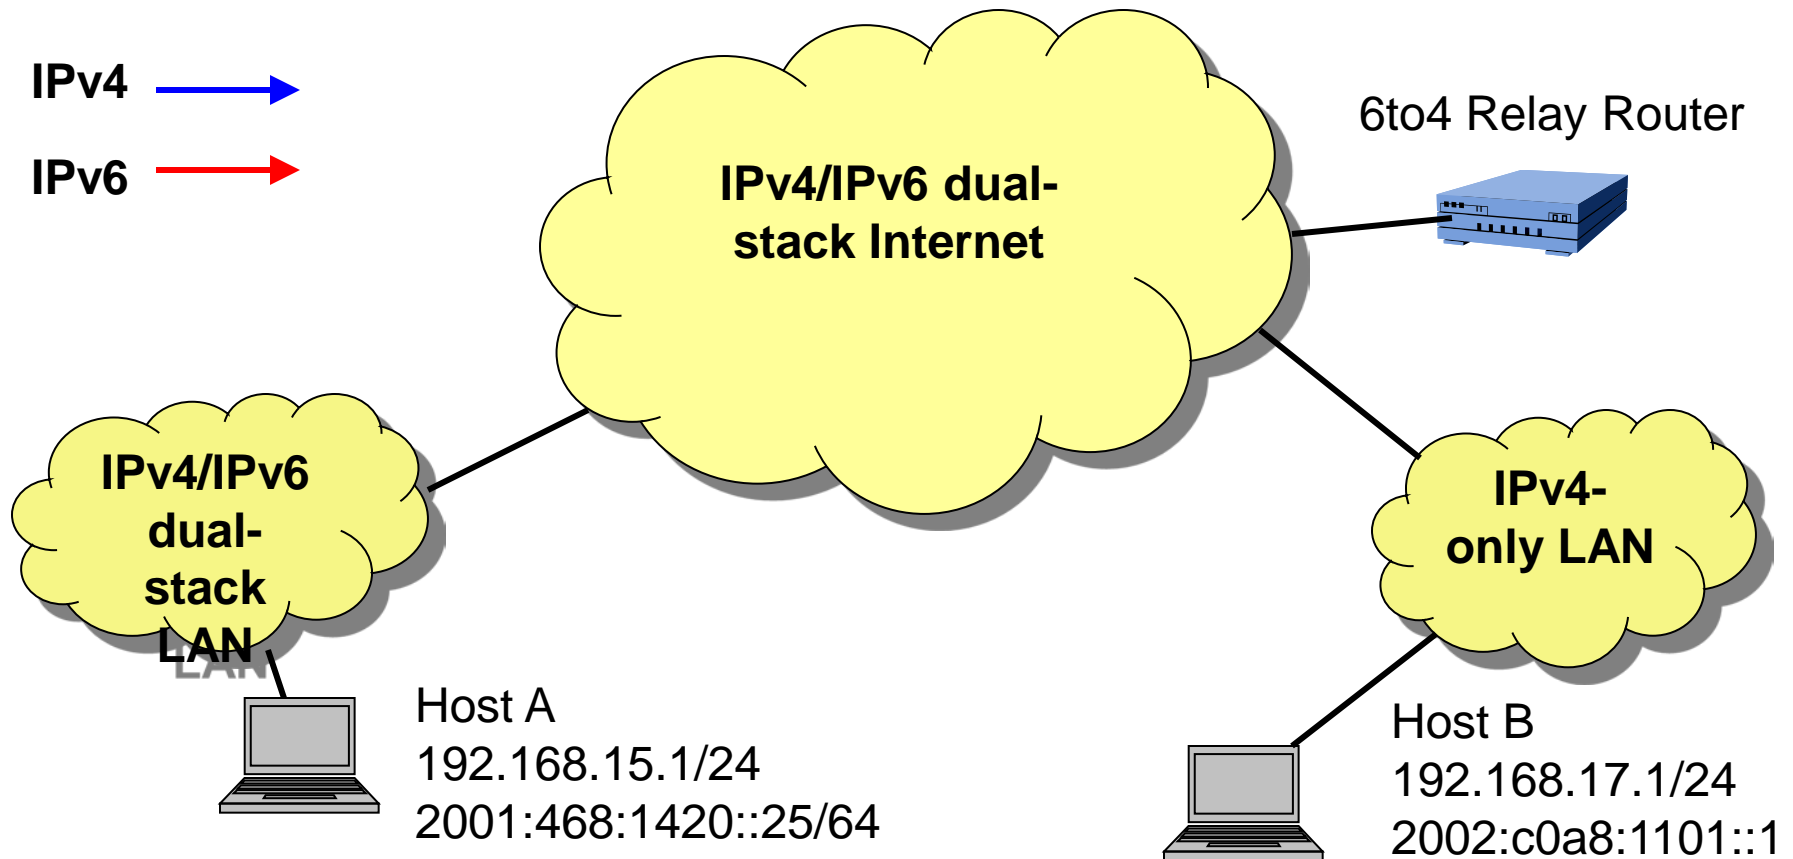 IPv4
IPv6
IPv4/IPv6 dual-
stack Internet
6to4 Relay Router
IPv4/IPv6
dual-
stack
LAN
IPv4-
only LAN
Host A
192.168.15.1/24
2001:468:1420::25/64
Host B
192.168.17.1/24
2002:c0a8:1101::1